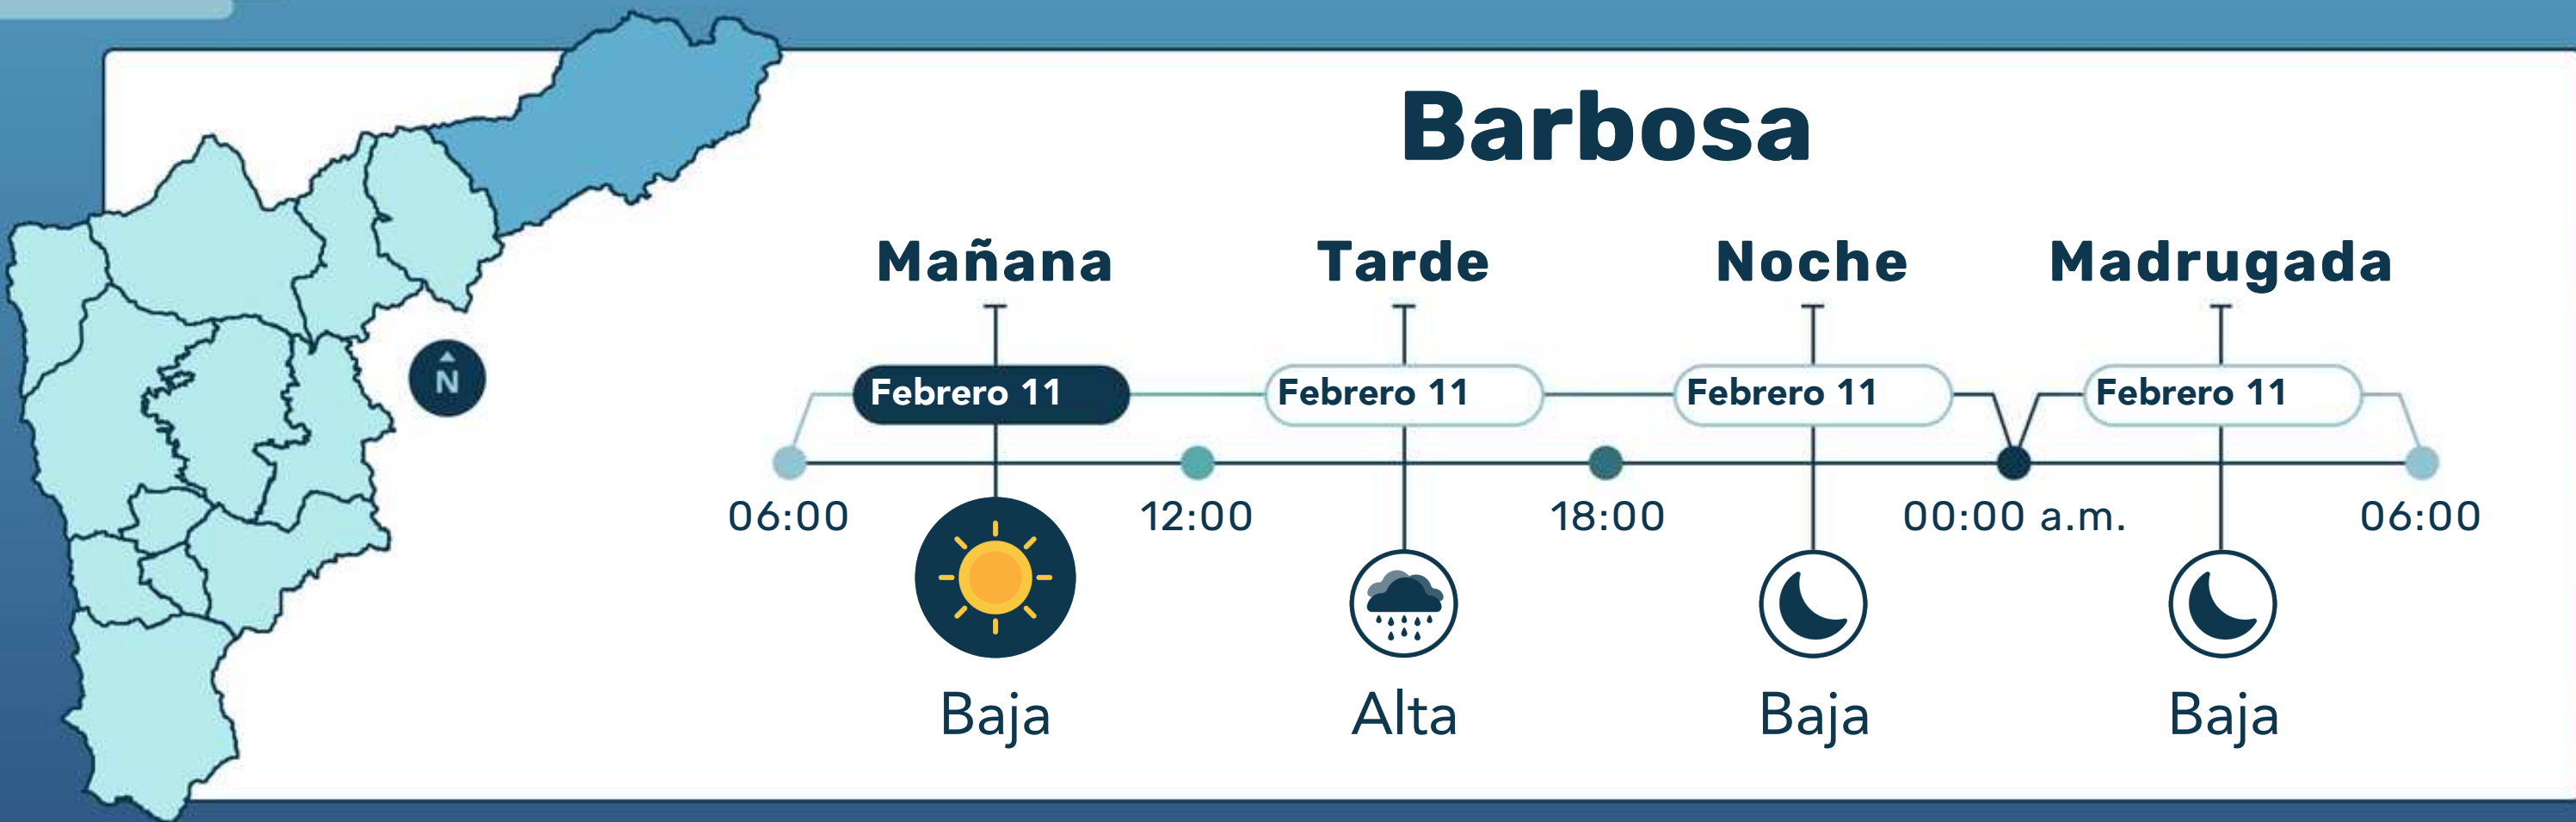 Barbosa
Mañana Tarde Noche Madrugada
Febrero 11 Febrero 11 Febrero 11 Febrero 11
N
06:00 12:00 18:00 00:00 a.m. 06:00
Baja Alta Baja Baja